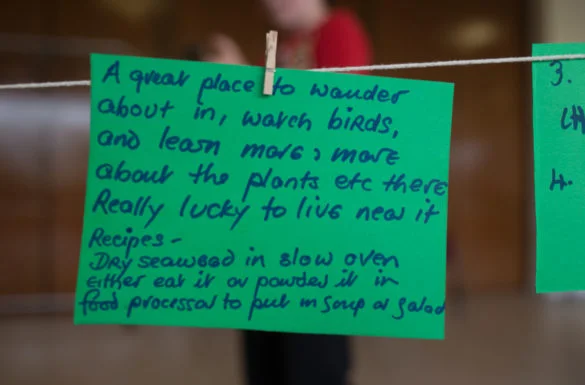 A great place to wander
about in, watch birds,
and learn more & more
about the plants etc there
Really lucky to live near it
Recipes -
Dry seaweed in slow oven
Either eat it or powder it in
food processor to put in soup or salad
3.
4.